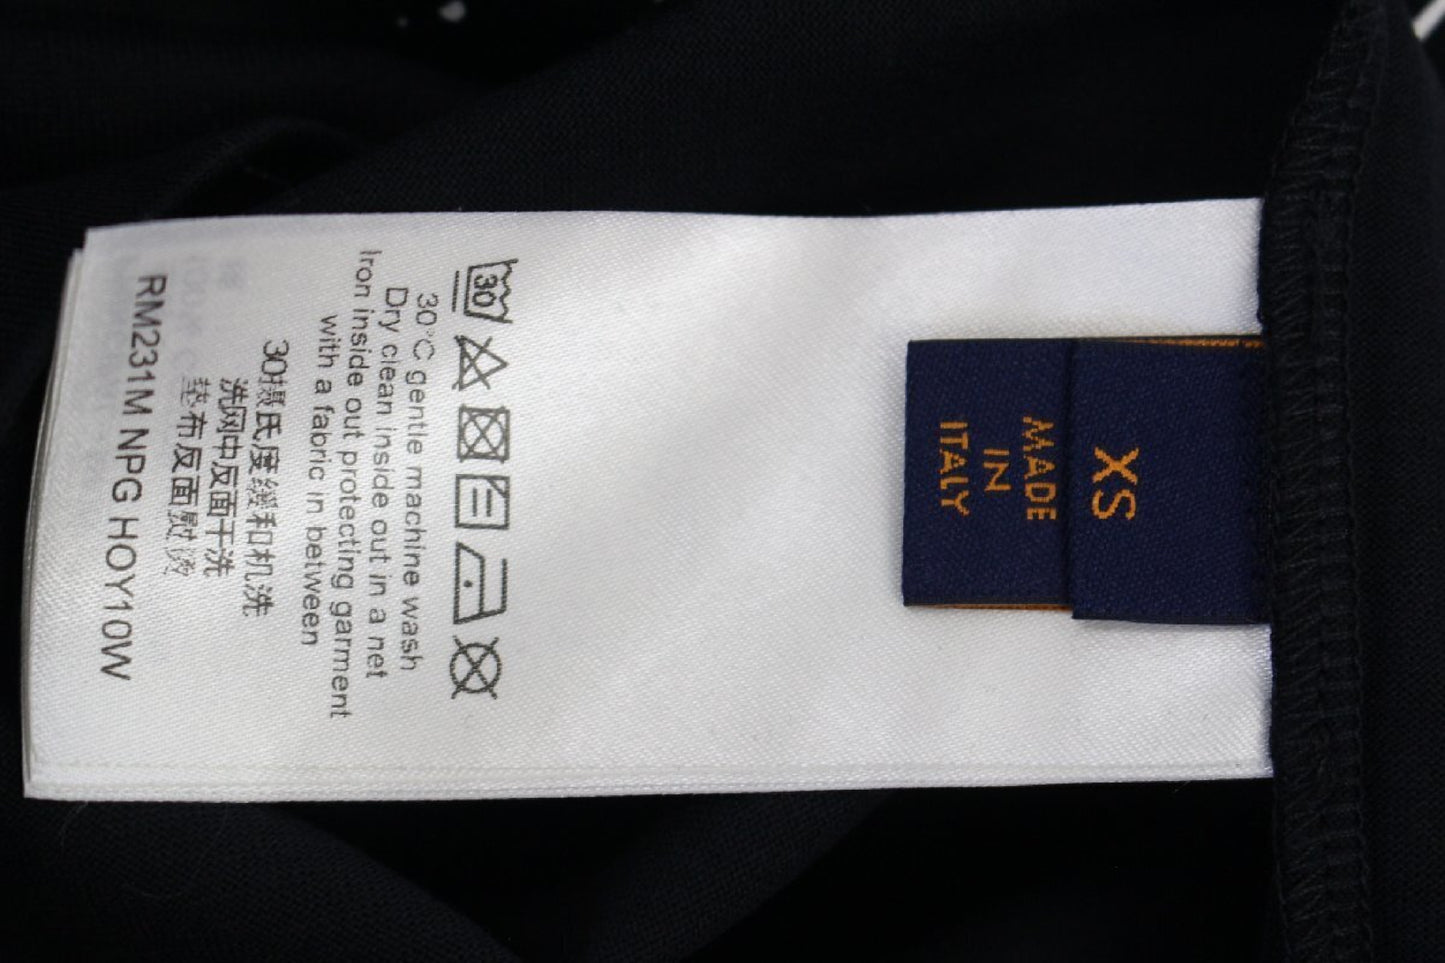 XS
MADE
IN
ITALY
30
30°C gentle machine wash
Dry clean inside out in a net
Iron inside out protecting garment
with a fabric in between
30摄氏度缓和机洗
洗网中反面干洗
垫布反面熨烫
RM231M NPG HOY10W